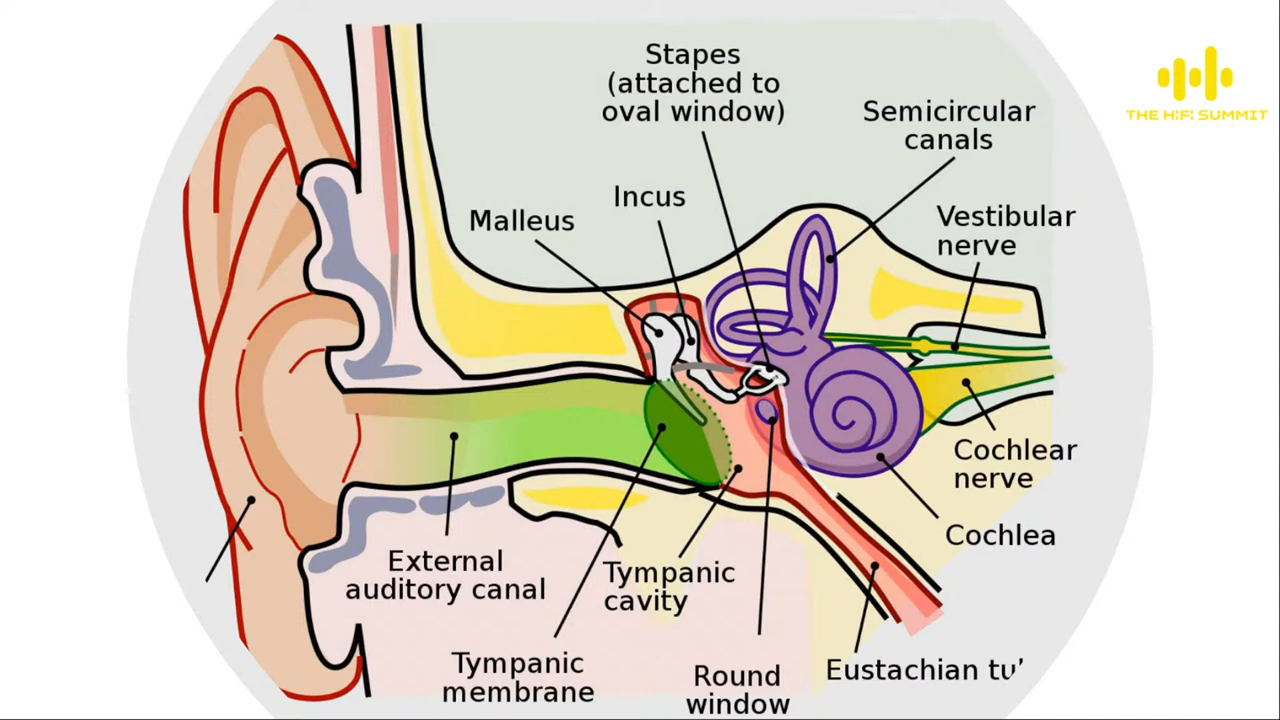 Stapes
(attached to
oval window)
THE HiFi SUMMIT
Semicircular
canals
Incus
Malleus
Vestibular
nerve
Cochlear
nerve
Cochlea
External
auditory canal
Tympanic
cavity
Tympanic
membrane
Round
window
Eustachian tu